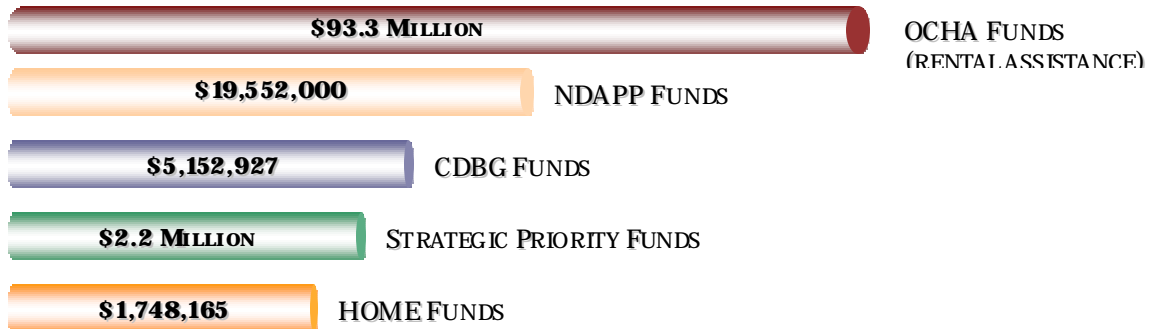 $93.3 MILLION
OCHA FUNDS
(RENTAL ASSISTANCE)
$19,552,000
NDAPP FUNDS
$5,152,927
CDBG FUNDS
$2.2 MILLION
STRATEGIC PRIORITY FUNDS
$1,748,165
HOME FUNDS